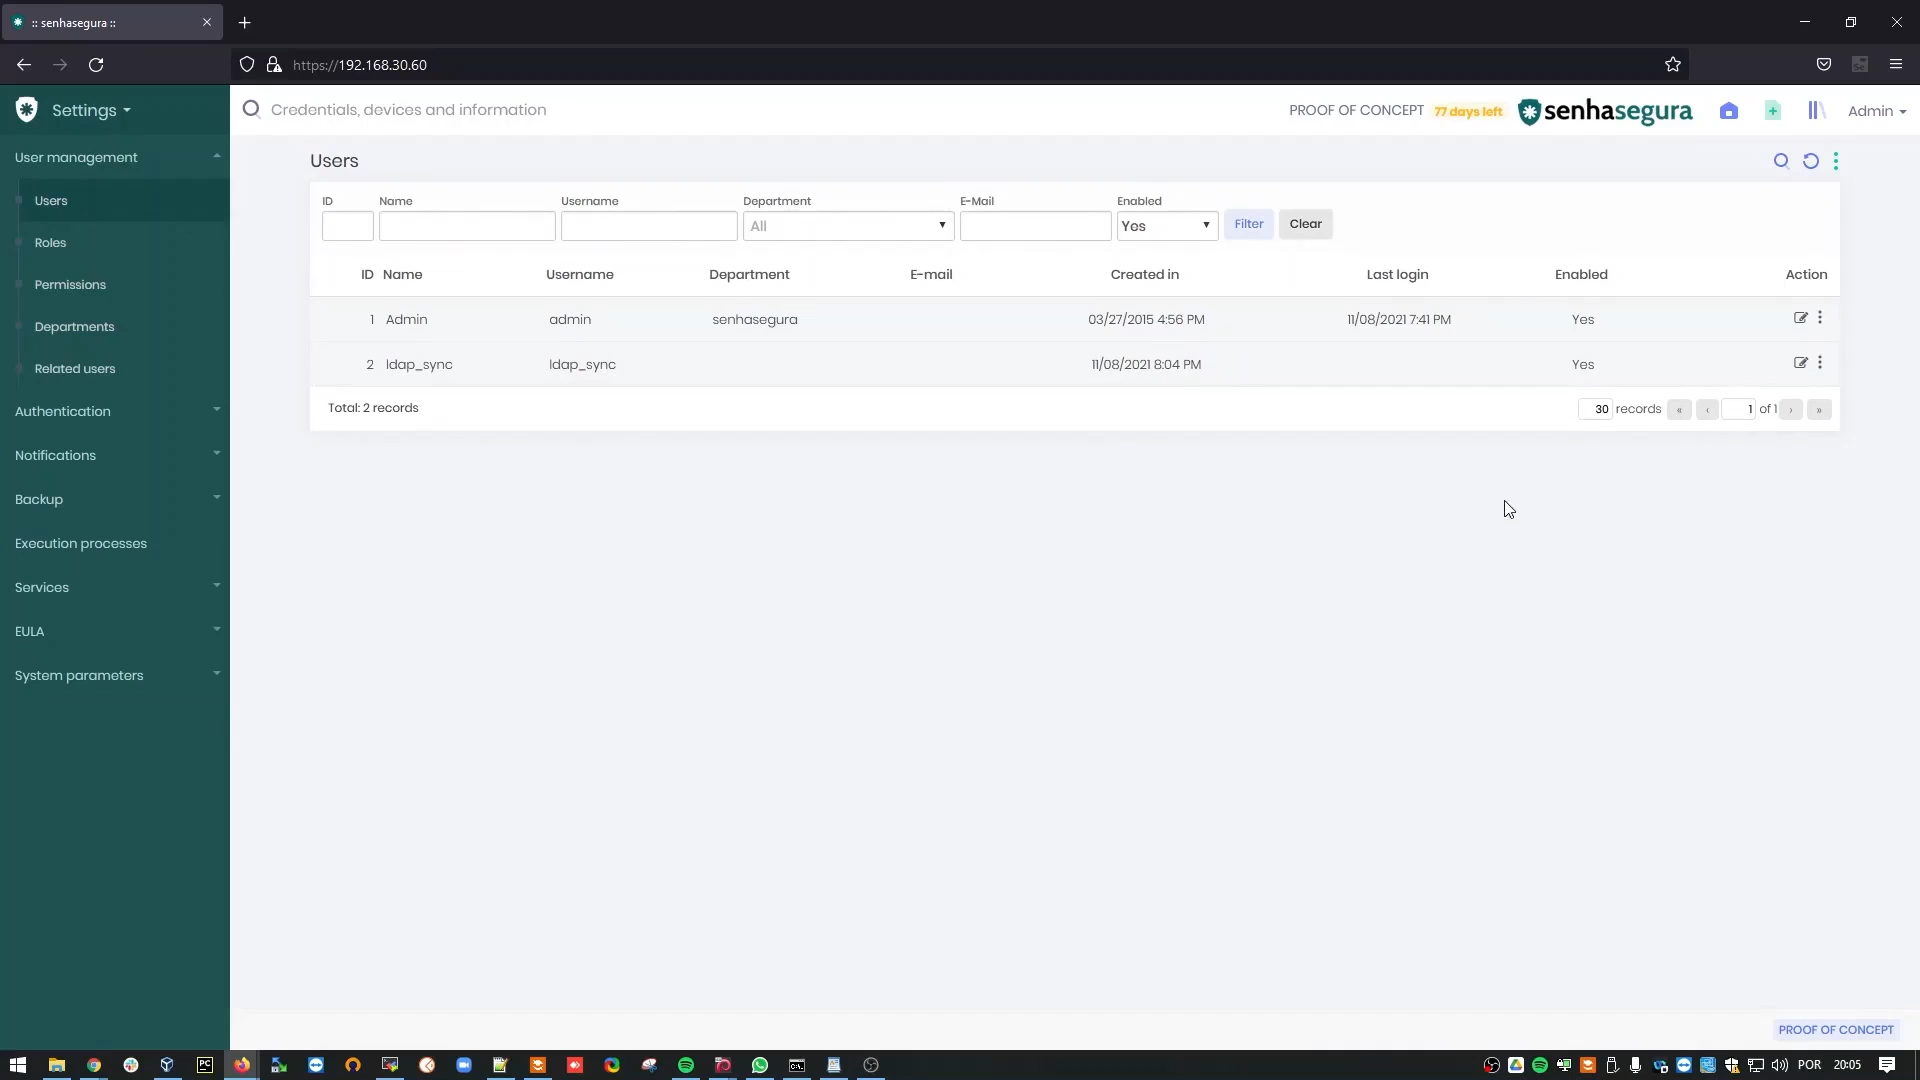 :: senhasegura ::
https://192.168.30.60
Settings
Credentials, devices and information
PROOF OF CONCEPT 77 days left senhasegura Admin
User management
Users
Roles
Permissions
Departments
Related users
Authentication
Notifications
Backup
Execution processes
Services
EULA
System parameters
Users
ID Name Username Department E-Mail Enabled
All Yes Filter Clear
ID Name Username Department E-mail Created in Last login Enabled Action
1 Admin admin senhasegura 03/27/2015 4:56 PM 11/08/2021 7:41 PM Yes
2 ldap_sync ldap_sync 11/08/2021 8:04 PM Yes
Total: 2 records 30 records « ‹ 1 of 1 › »
PROOF OF CONCEPT
PC POR 20:05